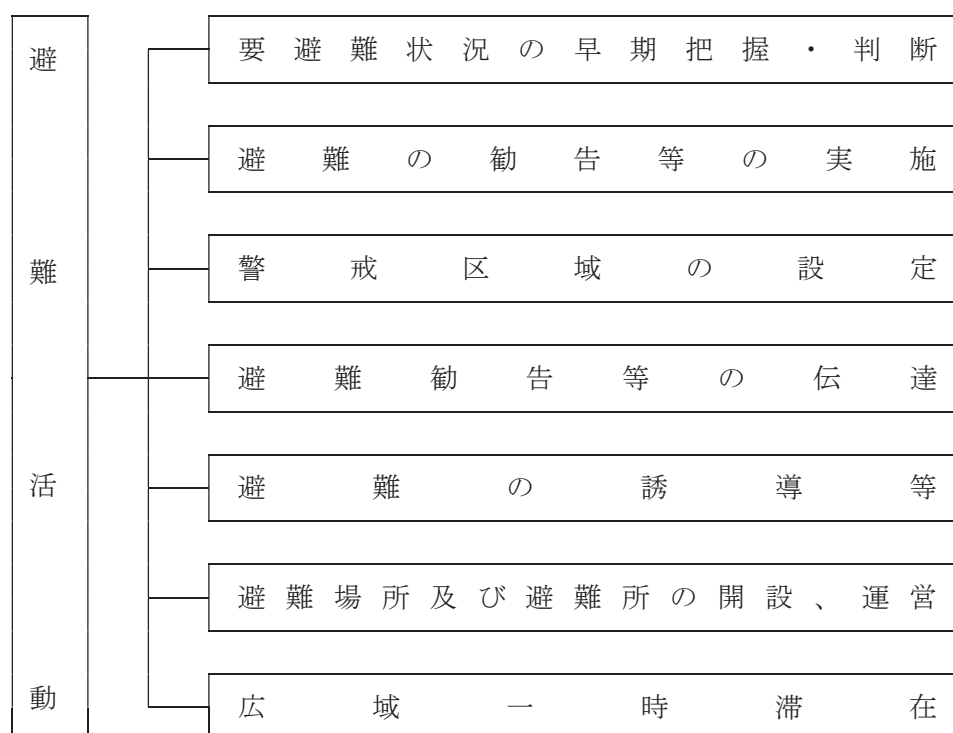 避難活動
要避難状況の早期把握・判断
避難の勧告等の実施
警戒区域の設定
避難勧告等の伝達
避難の誘導等
避難場所及び避難所の開設、運営
広域一時滞在